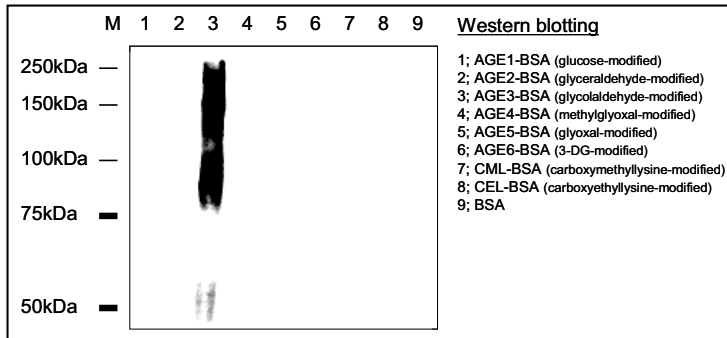 M 1 2 3 4 5 6 7 8 9
250kDa
150kDa
100kDa
75kDa
50kDa
Western blotting
1; AGE1-BSA (glucose-modified)
2; AGE2-BSA (glyceraldehyde-modified)
3; AGE3-BSA (glycolaldehyde-modified)
4; AGE4-BSA (methylglyoxal-modified)
5; AGE5-BSA (glyoxal-modified)
6; AGE6-BSA (3-DG-modified)
7; CML-BSA (carboxymethyllysine-modified)
8; CEL-BSA (carboxyethyllysine-modified)
9; BSA